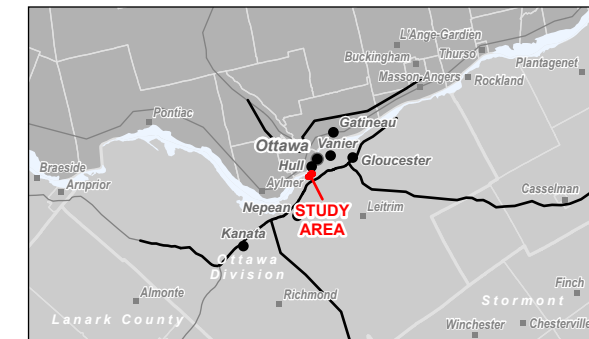 L'Ange-Gardien
Buckingham
Thurso
Plantagenet
Masson-Angers
Rockland
Pontiac
Gatineau
Ottawa
Vanier
Hull
Gloucester
Braeside
Arnprior
Aylmer
Casselman
Nepean
STUDY
AREA
Leitrim
Kanata
Ottawa
Division
Finch
Almonte
Richmond
Stormont
Lanark County
Winchester
Chesterville